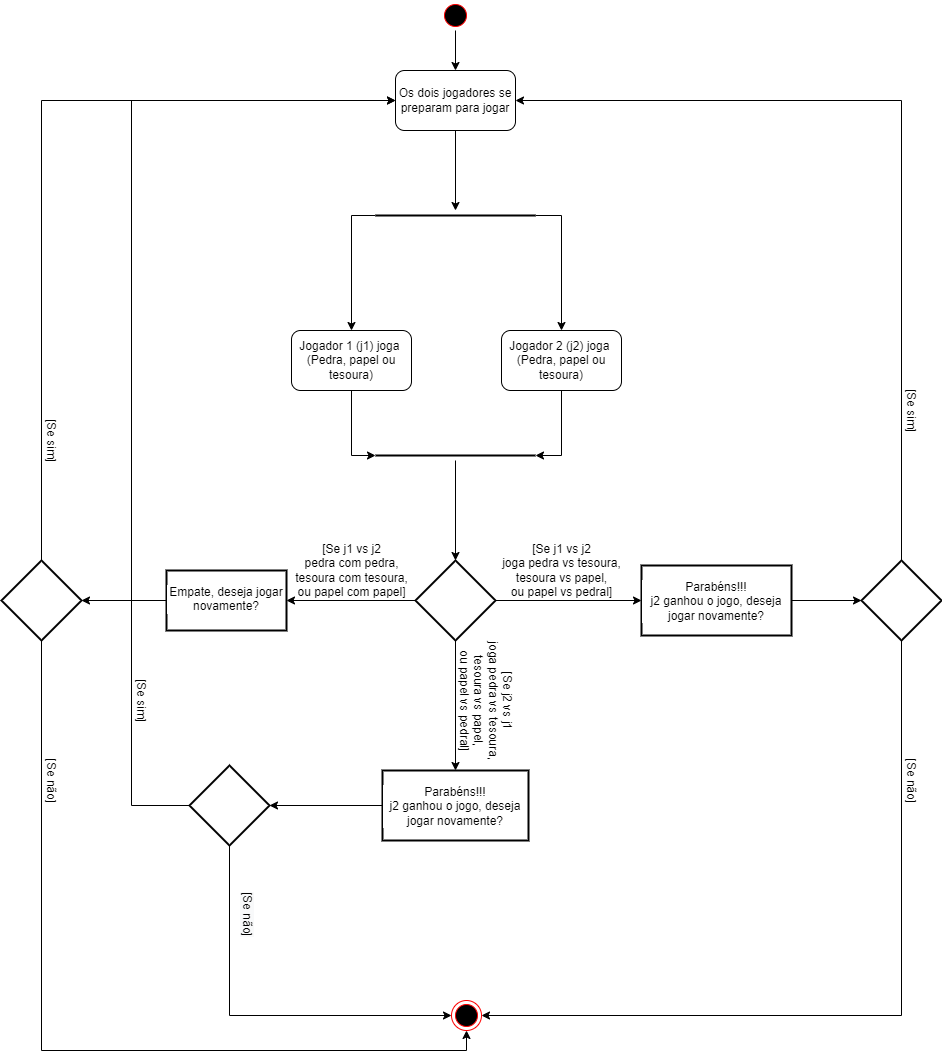 Os dois jogadores se
preparam para jogar
Jogador 1 (j1) joga
(Pedra, papel ou
tesoura)
Jogador 2 (j2) joga
(Pedra, papel ou
tesoura)
[Se sim]
[Se sim]
[Se j1 vs j2
pedra com pedra,
tesoura com tesoura,
ou papel com papel]
[Se j1 vs j2
joga pedra vs tesoura,
tesoura vs papel,
ou papel vs pedral]
Empate, deseja jogar
novamente?
Parabéns!!!
j2 ganhou o jogo, deseja
jogar novamente?
[Se j2 vs j1
joga pedra vs tesoura,
tesoura vs papel,
ou papel vs pedral]
[Se sim]
[Se não]
[Se não]
Parabéns!!!
j2 ganhou o jogo, deseja
jogar novamente?
[Se não]